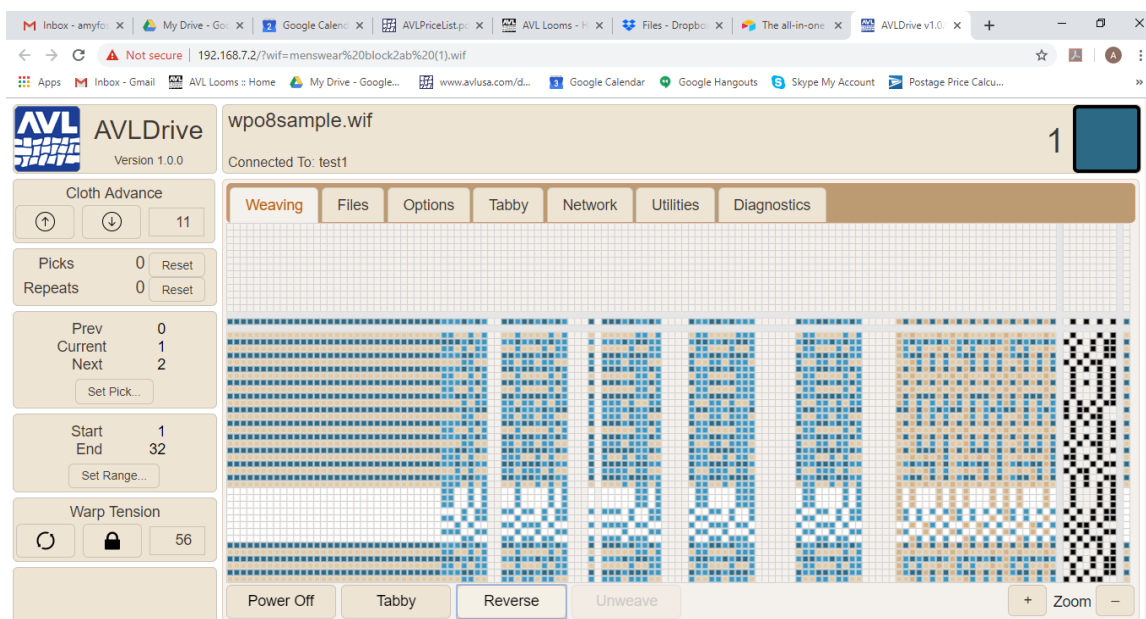 Inbox - amyfo
My Drive - Go
Google Calen
AVLPriceList.pd
AVL Looms - H
Files - Dropbo
The all-in-one
AVLDrive v1.0.
Not secure | 192.168.7.2/?wif=menswear%20block2ab%20(1).wif
Apps
Inbox - Gmail
AVL Looms :: Home
My Drive - Google...
www.avlusa.com/d...
Google Calendar
Google Hangouts
Skype My Account
Postage Price Calcu...
»
AVL
AVLDrive
Version 1.0.0
wpo8sample.wif
Connected To: test1
1
Cloth Advance
11
Picks 0 Reset
Repeats 0 Reset
Prev 0
Current 1
Next 2
Set Pick...
Start 1
End 32
Set Range...
Warp Tension
56
Weaving
Files
Options
Tabby
Network
Utilities
Diagnostics
Power Off
Tabby
Reverse
Unweave
+ Zoom −